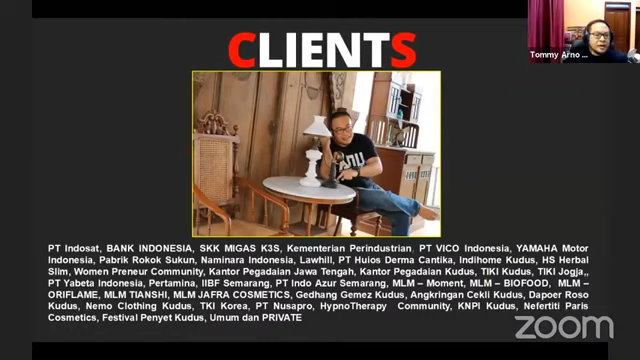 CLIENTS
Tommy Arno ...
PT Indosat, BANK INDONESIA, SKK MIGAS K3S, Kementerian Perindustrian, PT VICO Indonesia, YAMAHA Motor
Indonesia, Pabrik Rokok Sukun, Naminara Indonesia, Lawhill, PT Huios Derma Cantika, Indihome Kudus, HS Herbal
Slim, Women Preneur Community, Kantor Pegadaian Jawa Tengah, Kantor Pegadaian Kudus, TIKI Kudus, TIKI Jogja,,
PT Yabeta Indonesia, Pertamina, IIBF Semarang, PT Indo Azur Semarang, MLM – Moment, MLM – BIOFOOD, MLM –
ORIFLAME, MLM TIANSHI, MLM JAFRA COSMETICS, Gedhang Gemez Kudus, Angkringan Cekli Kudus, Dapoer Roso
Kudus, Nemo Clothing Kudus, TKI Korea, PT Nusapro, HypnoTherapy Community, KNPI Kudus, Nefertiti Paris
Cosmetics, Festival Penyet Kudus, Umum dan PRIVATE
zoom